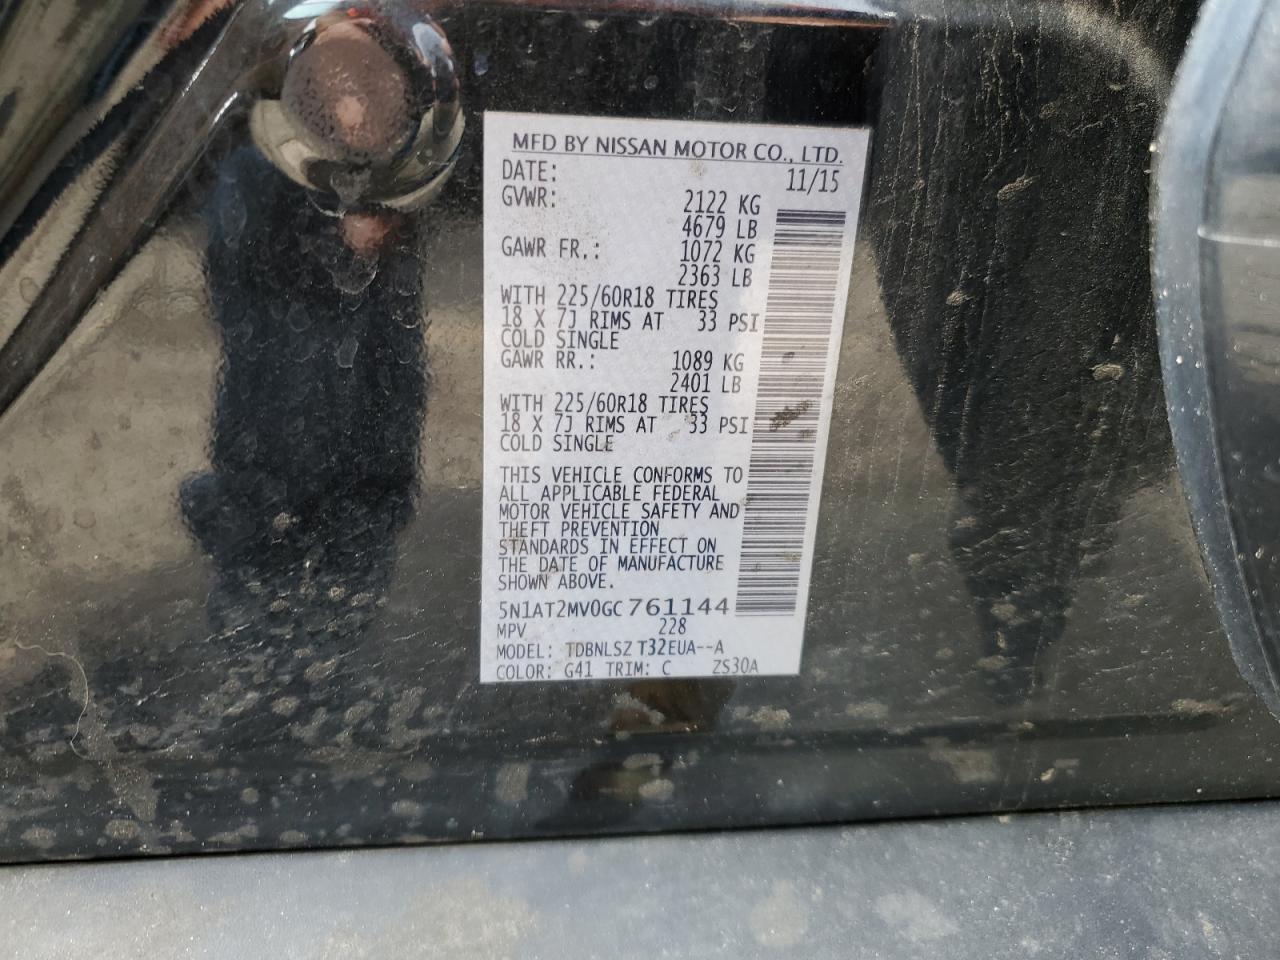 MFD BY NISSAN MOTOR CO., LTD.
DATE: 11/15
GVWR: 2122 KG
4679 LB
GAWR FR.: 1072 KG
2363 LB
WITH 225/60R18 TIRES
18 X 7J RIMS AT 33 PSI
COLD SINGLE
GAWR RR.: 1089 KG
2401 LB
WITH 225/60R18 TIRES
18 X 7J RIMS AT 33 PSI
COLD SINGLE
THIS VEHICLE CONFORMS TO
ALL APPLICABLE FEDERAL
MOTOR VEHICLE SAFETY AND
THEFT PREVENTION
STANDARDS IN EFFECT ON
THE DATE OF MANUFACTURE
SHOWN ABOVE.
5N1AT2MV0GC761144
MPV 228
MODEL: TDBNLSZ T32EUA--A
COLOR: G41 TRIM: C ZS30A